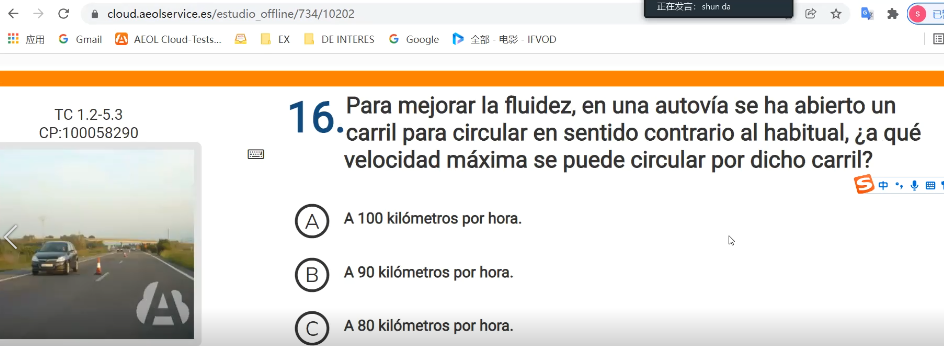 正在发言: shun da
cloud.aeolservice.es/estudio_offline/734/10202
应用 Gmail AEOL Cloud-Tests... EX DE INTERES Google 全部 - 电影 - IFVOD
TC 1.2-5.3
CP:100058290
16. Para mejorar la fluidez, en una autovía se ha abierto un
carril para circular en sentido contrario al habitual, ¿a qué
velocidad máxima se puede circular por dicho carril?
中
A A 100 kilómetros por hora.
B A 90 kilómetros por hora.
C A 80 kilómetros por hora.